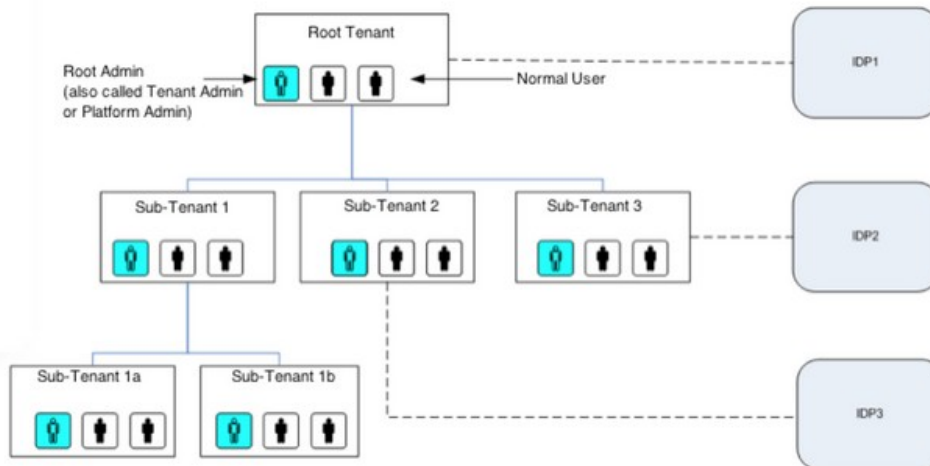 Root Tenant
IDP1
Root Admin
(also called Tenant Admin
or Platform Admin)
Normal User
Sub-Tenant 1
Sub-Tenant 2
Sub-Tenant 3
IDP2
Sub-Tenant 1a
Sub-Tenant 1b
IDP3